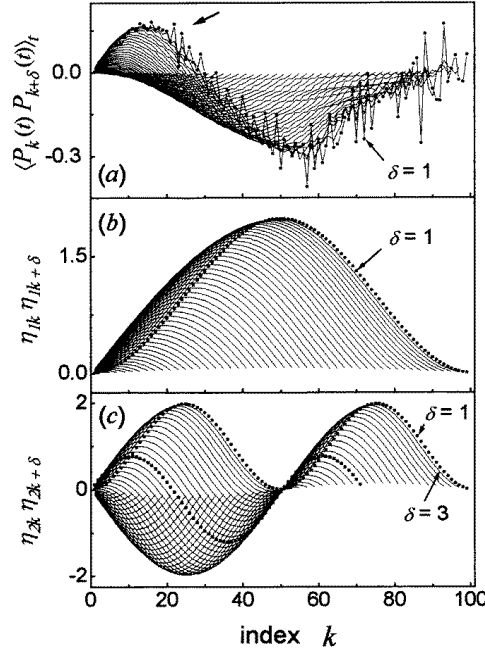 ⟨P_k(t) P_{k+δ}(t)⟩_t
0.0
-0.3
(a)
δ = 1
η_{1k} η_{1k+δ}
1.5
0.0
(b)
δ = 1
η_{2k} η_{2k+δ}
2
0
-2
(c)
δ = 1
δ = 3
0 20 40 60 80 100
index k